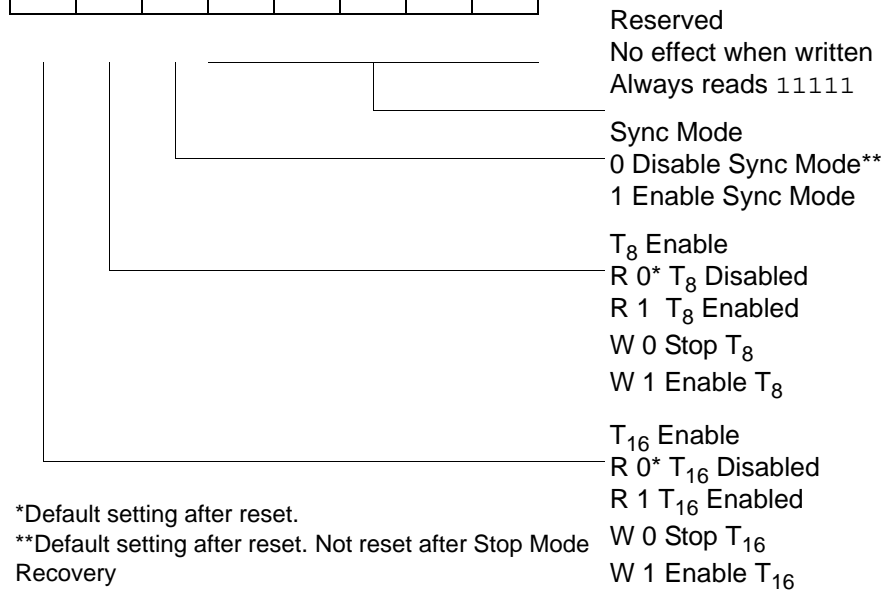 Reserved
No effect when written
Always reads 11111
Sync Mode
0 Disable Sync Mode**
1 Enable Sync Mode
T8 Enable
R 0* T8 Disabled
R 1 T8 Enabled
W 0 Stop T8
W 1 Enable T8
T16 Enable
R 0* T16 Disabled
R 1 T16 Enabled
W 0 Stop T16
W 1 Enable T16
*Default setting after reset.
**Default setting after reset. Not reset after Stop Mode
Recovery